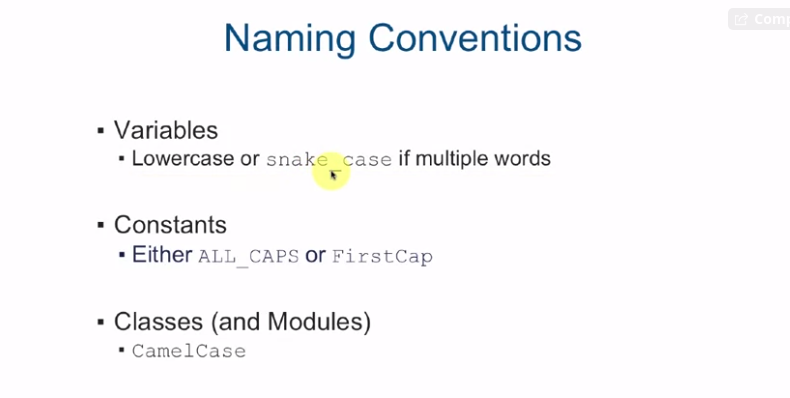 Comp
Naming Conventions
▪ Variables
▪ Lowercase or snake_case if multiple words
▪ Constants
▪ Either ALL_CAPS or FirstCap
▪ Classes (and Modules)
▪ CamelCase